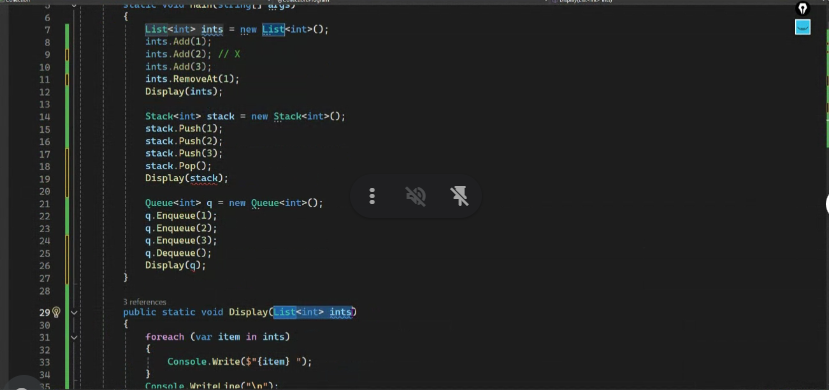 static void Main(string[] args)
6 {
7 List<int> ints = new List<int>();
8 ints.Add(1);
9 ints.Add(2); // X
10 ints.Add(3);
11 ints.RemoveAt(1);
12 Display(ints);
13
14 Stack<int> stack = new Stack<int>();
15 stack.Push(1);
16 stack.Push(2);
17 stack.Push(3);
18 stack.Pop();
19 Display(stack);
20
21 Queue<int> q = new Queue<int>();
22 q.Enqueue(1);
23 q.Enqueue(2);
24 q.Enqueue(3);
25 q.Dequeue();
26 Display(q);
27 }
28
3 references
29 public static void Display(List<int> ints)
30 {
31 foreach (var item in ints)
32 {
33 Console.Write($"{item} ");
34 }
35 Console.WriteLine("\n");